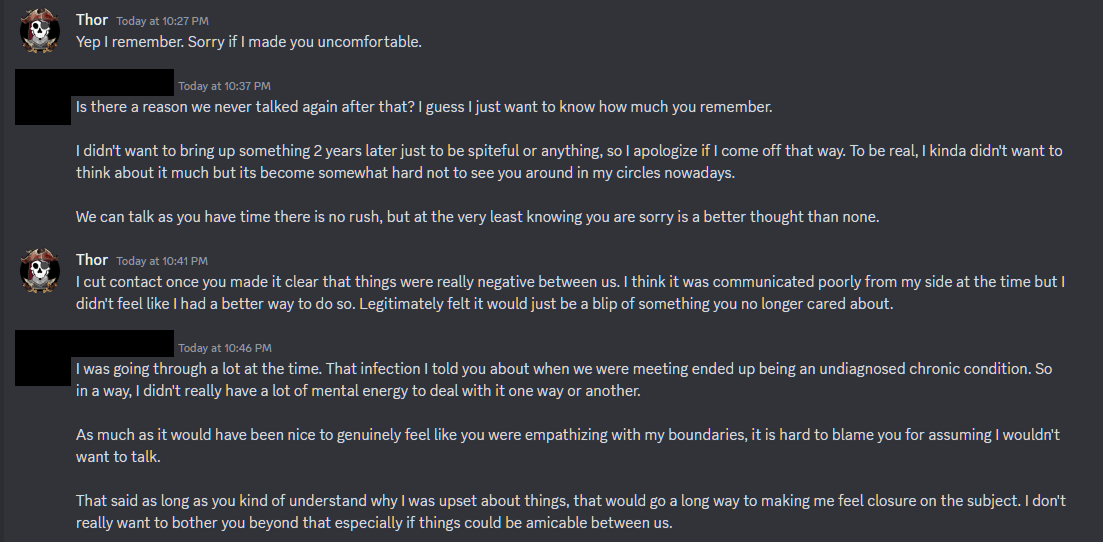 Thor Today at 10:27 PM
Yep I remember. Sorry if I made you uncomfortable.
Today at 10:37 PM
Is there a reason we never talked again after that? I guess I just want to know how much you remember.
I didn't want to bring up something 2 years later just to be spiteful or anything, so I apologize if I come off that way. To be real, I kinda didn't want to
think about it much but its become somewhat hard not to see you around in my circles nowadays.
We can talk as you have time there is no rush, but at the very least knowing you are sorry is a better thought than none.
Thor Today at 10:41 PM
I cut contact once you made it clear that things were really negative between us. I think it was communicated poorly from my side at the time but I
didn't feel like I had a better way to do so. Legitimately felt it would just be a blip of something you no longer cared about.
Today at 10:46 PM
I was going through a lot at the time. That infection I told you about when we were meeting ended up being an undiagnosed chronic condition. So
in a way, I didn't really have a lot of mental energy to deal with it one way or another.
As much as it would have been nice to genuinely feel like you were empathizing with my boundaries, it is hard to blame you for assuming I wouldn't
want to talk.
That said as long as you kind of understand why I was upset about things, that would go a long way to making me feel closure on the subject. I don't
really want to bother you beyond that especially if things could be amicable between us.